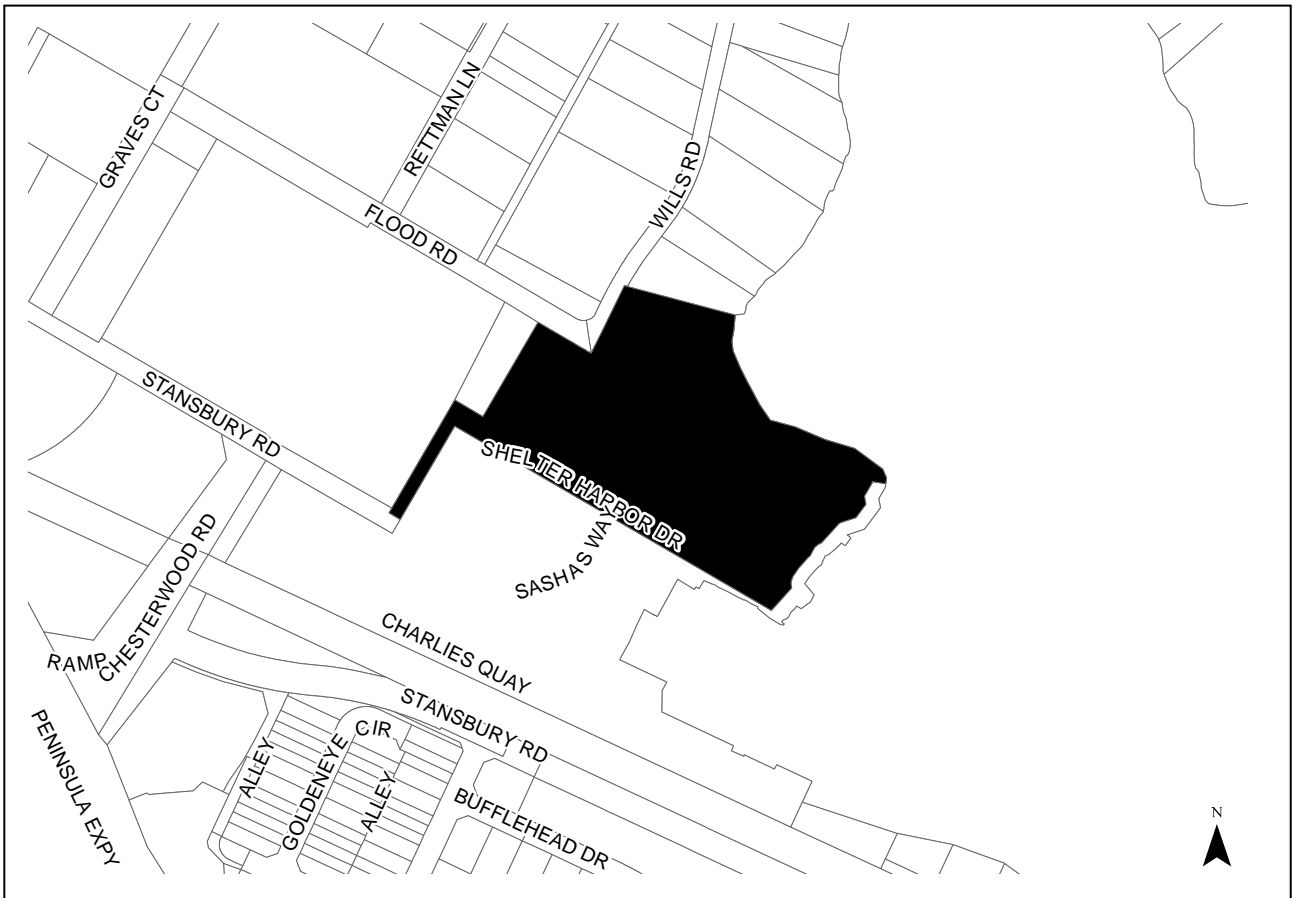 GRAVES CT
RETTMAN LN
WILLS RD
FLOOD RD
STANSBURY RD
SHELTER HARBOR DR
SASHAS WAY
CHESTERWOOD RD
CHARLIES QUAY
RAMP
STANSBURY RD
PENINSULA EXPY
CIR
ALLEY
GOLDENEYE
ALLEY
BUFFLEHEAD DR
N